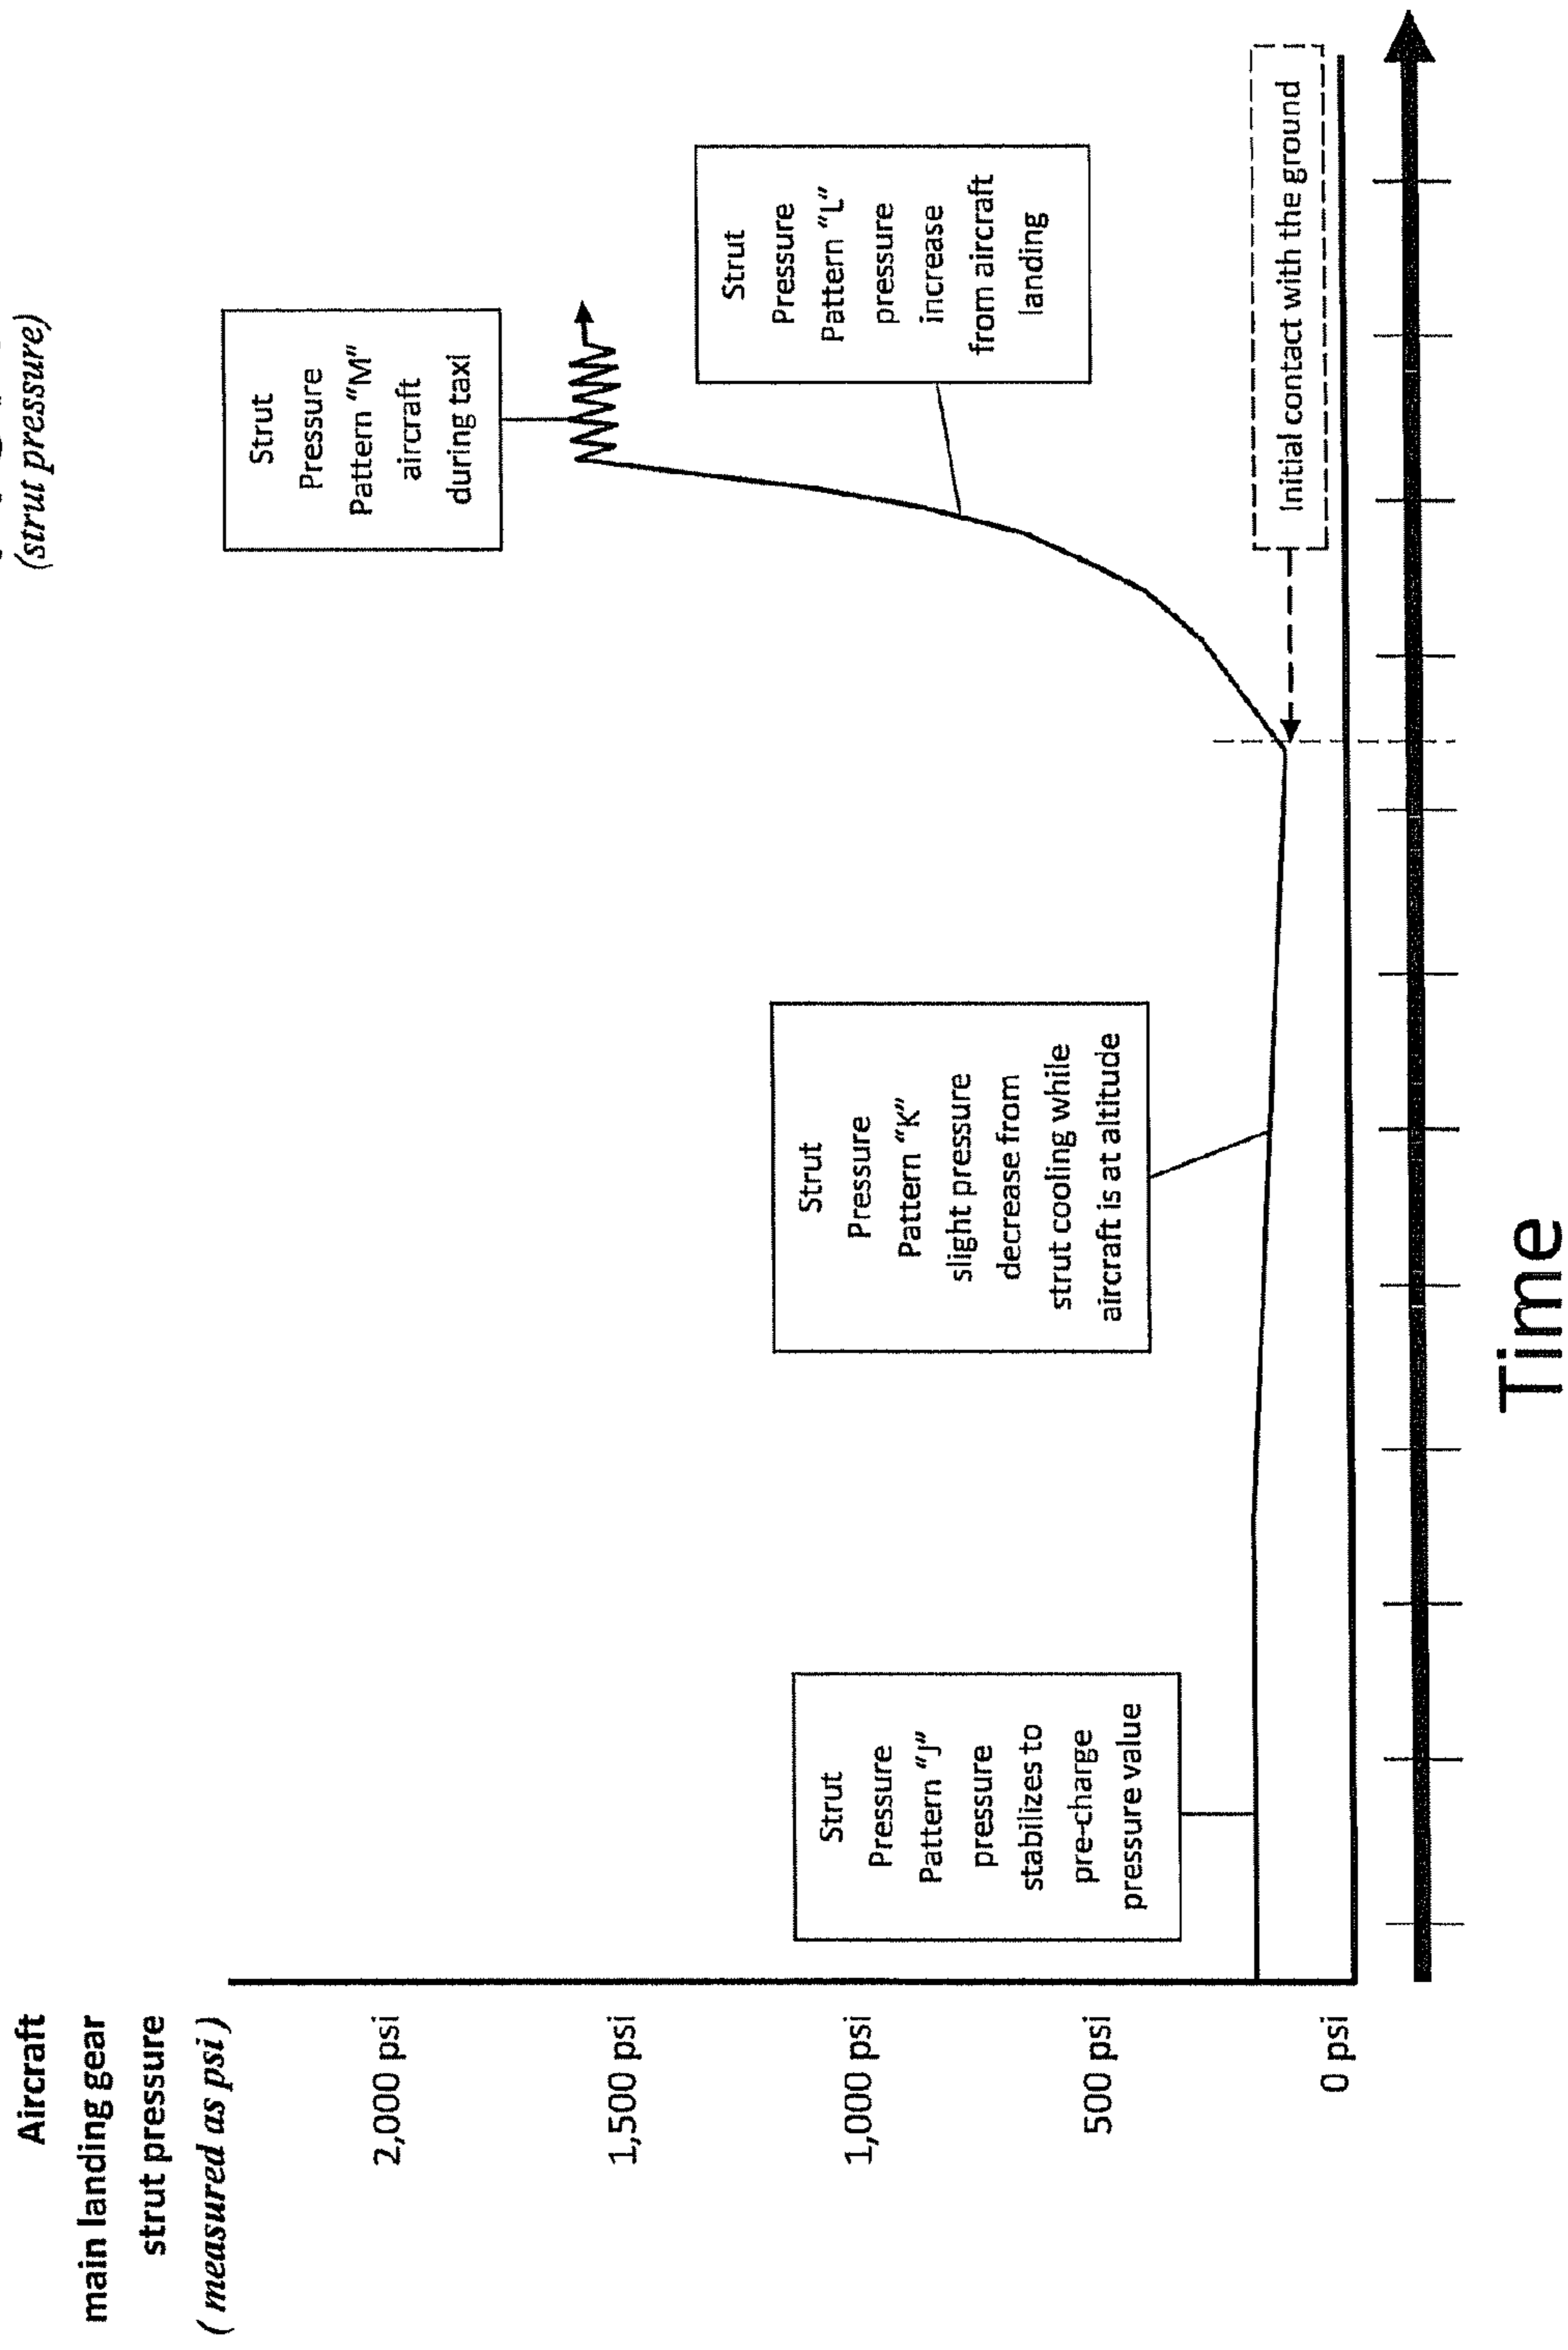 (strut pressure)
Aircraft
main landing gear
strut pressure
( measured as psi )
2,000 psi
1,500 psi
1,000 psi
500 psi
0 psi
Strut
Pressure
Pattern “J”
pressure
stabilizes to
pre-charge
pressure value
Strut
Pressure
Pattern “K”
slight pressure
decrease from
strut cooling while
aircraft is at altitude
Strut
Pressure
Pattern “M”
aircraft
during taxi
Strut
Pressure
Pattern “L”
pressure
increase
from aircraft
landing
Initial contact with the ground
Time